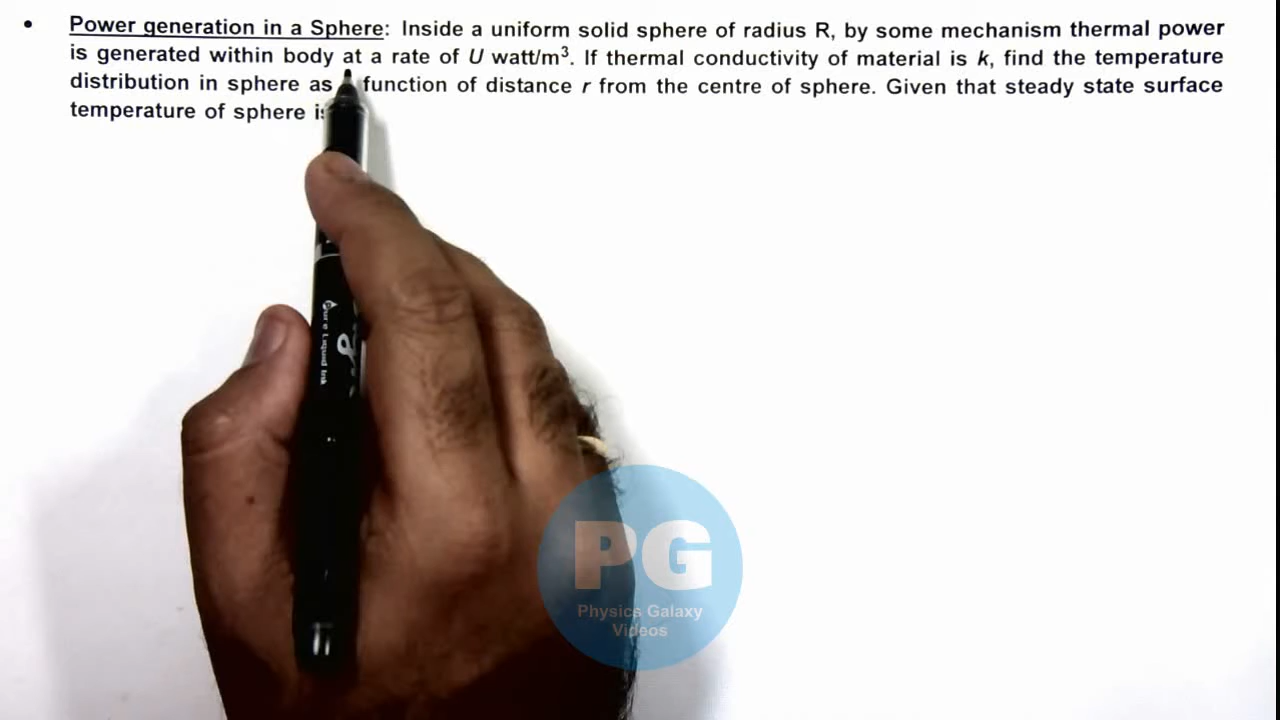 • Power generation in a Sphere: Inside a uniform solid sphere of radius R, by some mechanism thermal power
is generated within body at a rate of U watt/m³. If thermal conductivity of material is k, find the temperature
distribution in sphere as function of distance r from the centre of sphere. Given that steady state surface
temperature of sphere
PG
Physics Galaxy
Videos